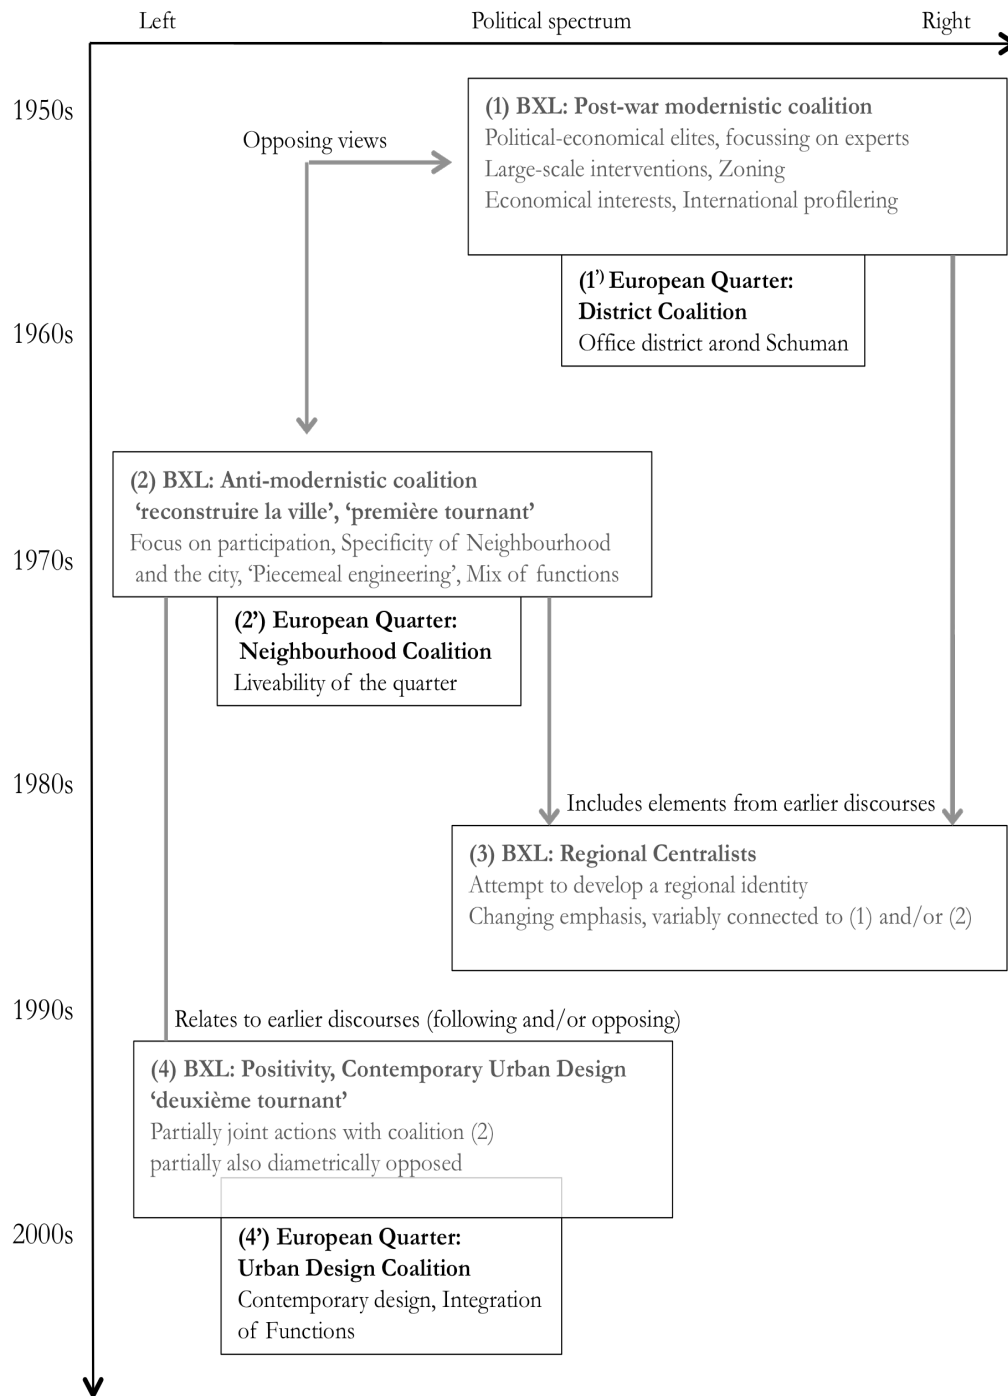 Left
Political spectrum
Right
1950s
(1) BXL: Post-war modernistic coalition
Political-economical elites, focussing on experts
Large-scale interventions, Zoning
Economical interests, International profilering
Opposing views
(1’) European Quarter:
District Coalition
Office district arond Schuman
1960s
(2) BXL: Anti-modernistic coalition
‘reconstruire la ville’, ‘première tournant’
Focus on participation, Specificity of Neighbourhood
and the city, ‘Piecemeal engineering’, Mix of functions
1970s
(2’) European Quarter:
Neighbourhood Coalition
Liveability of the quarter
1980s
Includes elements from earlier discourses
(3) BXL: Regional Centralists
Attempt to develop a regional identity
Changing emphasis, variably connected to (1) and/or (2)
1990s
Relates to earlier discourses (following and/or opposing)
(4) BXL: Positivity, Contemporary Urban Design
‘deuxième tournant’
Partially joint actions with coalition (2)
partially also diametrically opposed
2000s
(4’) European Quarter:
Urban Design Coalition
Contemporary design, Integration
of Functions